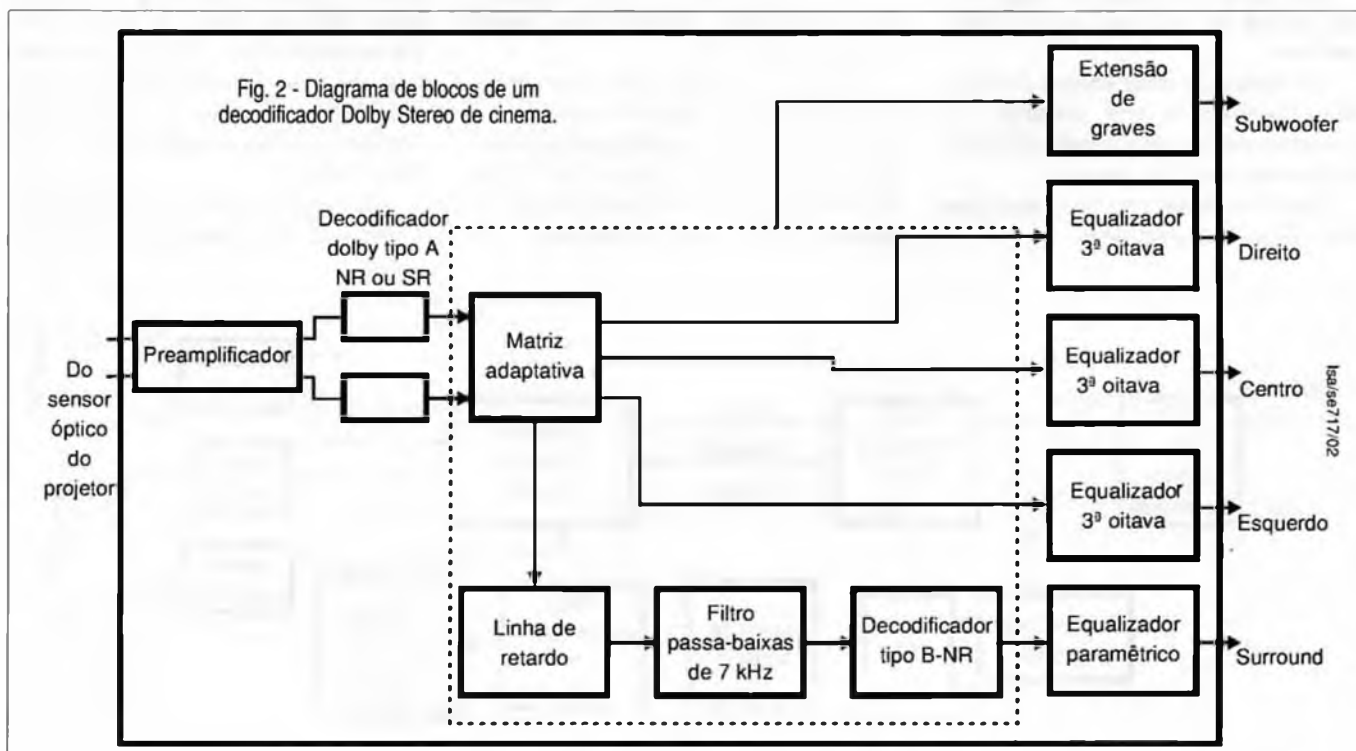 Fig. 2 - Diagrama de blocos de um
decodificador Dolby Stereo de cinema.
Extensão
de
graves
Subwoofer
Decodificador
dolby tipo A
NR ou SR
Equalizador
3ª oitava
Direito
Preamplificador
Matriz
adaptativa
Equalizador
3ª oitava
Centro
Do
sensor
óptico
do
projetor
Equalizador
3ª oitava
Esquerdo
Linha de
retardo
Filtro
passa-baixas
de 7 kHz
Decodificador
tipo B-NR
Equalizador
paramêtrico
Surround
Isa/se717/02